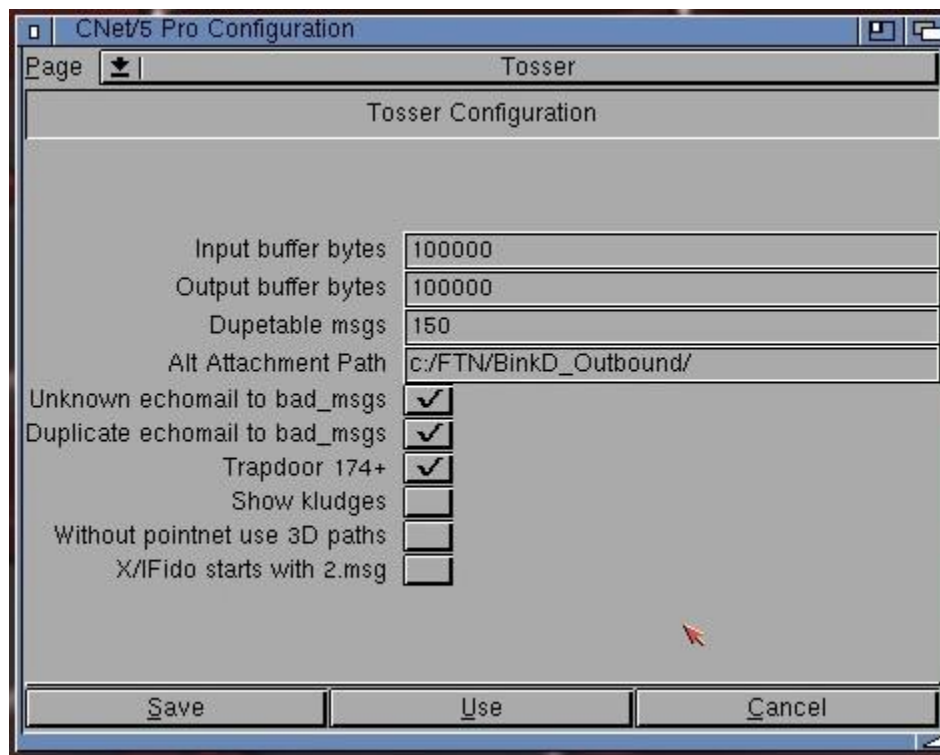 CNet/5 Pro Configuration
Page Tosser
Tosser Configuration
Input buffer bytes 100000
Output buffer bytes 100000
Dupetable msgs 150
Alt Attachment Path c:/FTN/BinkD_Outbound/
Unknown echomail to bad_msgs
Duplicate echomail to bad_msgs
Trapdoor 174+
Show kludges
Without pointnet use 3D paths
X/IFido starts with 2.msg
Save Use Cancel